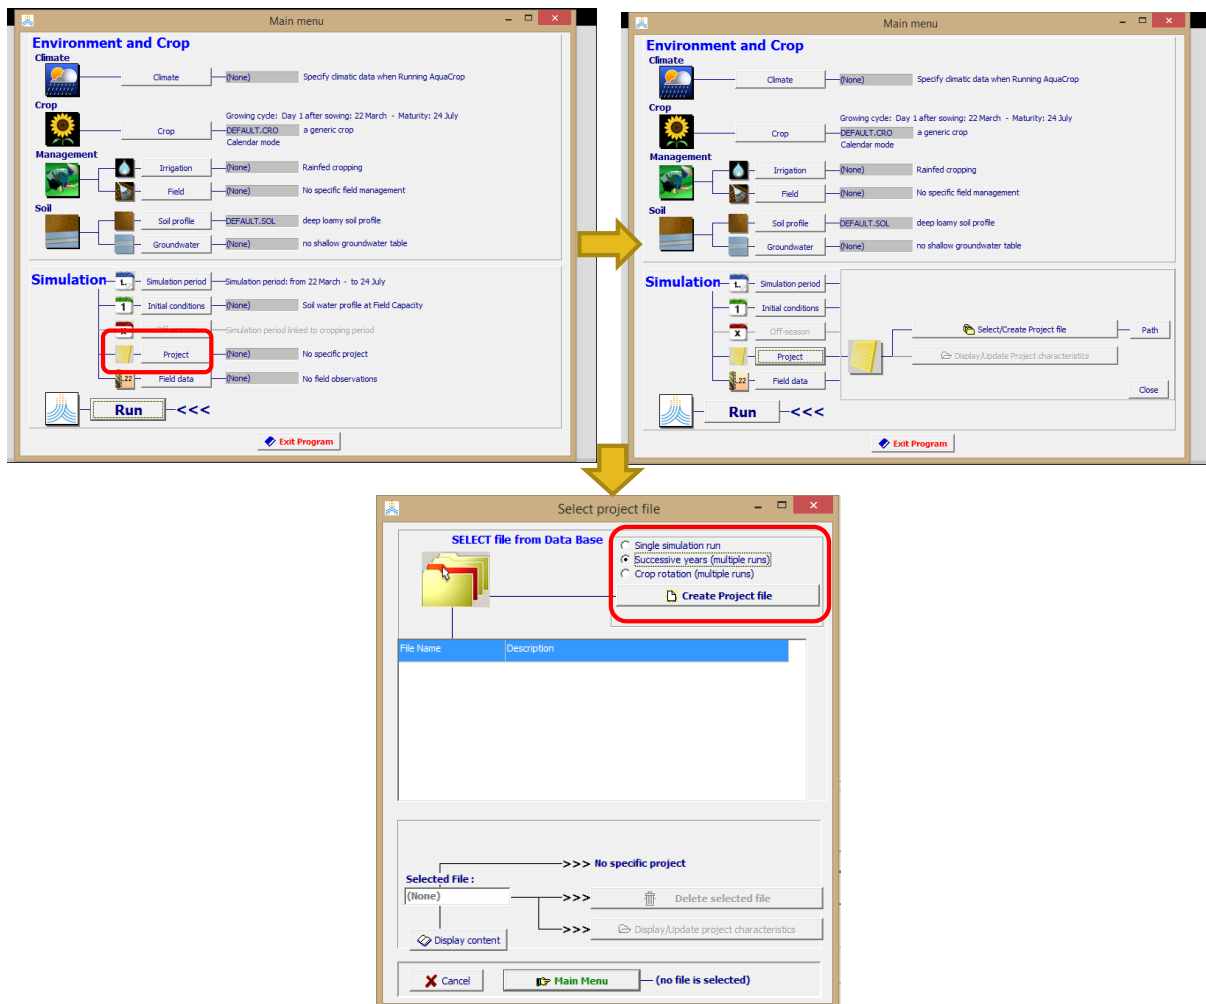 Main menu
Environment and Crop
Climate
Climate (None) Specify climatic data when Running AquaCrop
Crop
Growing cycle: Day 1 after sowing: 22 March - Maturity: 24 July
Crop DEFAULT.CRO a generic crop
Calendar mode
Management
Irrigation (None) Rainfed cropping
Field (None) No specific field management
Soil
Soil profile DEFAULT.SOL deep loamy soil profile
Groundwater (None) no shallow groundwater table
Simulation
1.. Simulation period Simulation period: from 22 March - to 24 July
1 Initial conditions (None) Soil water profile at Field Capacity
x Off-season Simulation period linked to cropping period
Project (None) No specific project
.22 Field data (None) No field observations
Run <<<
Exit Program
Main menu
Environment and Crop
Climate
Climate (None) Specify climatic data when Running AquaCrop
Crop
Growing cycle: Day 1 after sowing: 22 March - Maturity: 24 July
Crop DEFAULT.CRO a generic crop
Calendar mode
Management
Irrigation (None) Rainfed cropping
Field (None) No specific field management
Soil
Soil profile DEFAULT.SOL deep loamy soil profile
Groundwater (None) no shallow groundwater table
Simulation
1.. Simulation period
1 Initial conditions
x Off-season
Select/Create Project file Path
Project Display/Update Project characteristics
.22 Field data
Close
Run <<<
Exit Program
Select project file
SELECT file from Data Base
Single simulation run
Successive years (multiple runs)
Crop rotation (multiple runs)
Create Project file
File Name Description
>>> No specific project
Selected File :
(None) >>> Delete selected file
>>> Display/Update project characteristics
Display content
Cancel Main Menu (no file is selected)